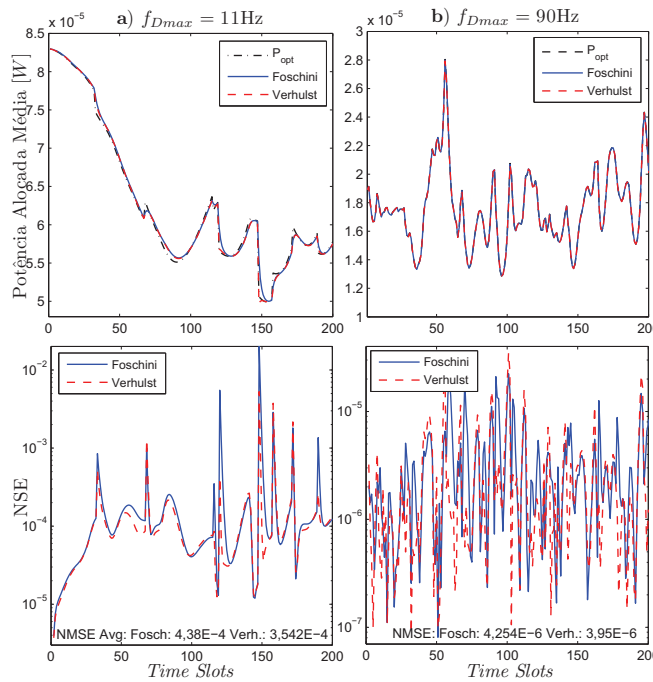 a) f_Dmax = 11Hz
b) f_Dmax = 90Hz
x 10^-5
x 10^-5
Potência Alocada Média [W]
8.5
8
7.5
7
6.5
6
5.5
5
P_opt
Foschini
Verhulst
0
50
100
150
200
3
2.8
2.6
2.4
2.2
2
1.8
1.6
1.4
1.2
1
P_opt
Foschini
Verhulst
0
50
100
150
200
NSE
10^-2
10^-3
10^-4
10^-5
Foschini
Verhulst
NMSE Avg: Fosch: 4,38E-4 Verh.: 3,542E-4
0
50
100
150
200
Time Slots
10^-5
10^-6
10^-7
Foschini
Verhulst
NMSE: Fosch: 4,254E-6 Verh.: 3,95E-6
0
50
100
150
200
Time Slots